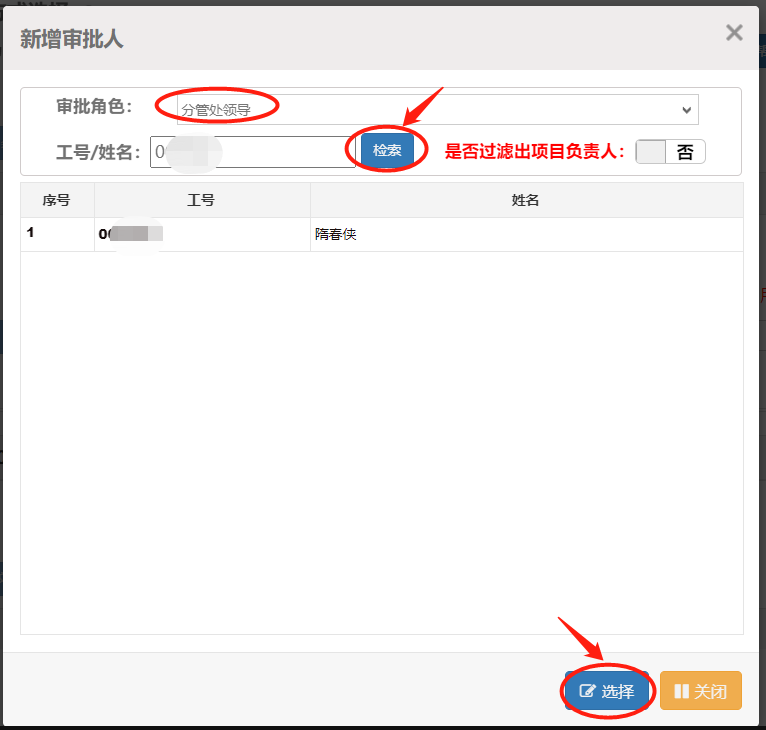 新增审批人
审批角色：
分管处领导
工号/姓名：
检索
是否过滤出项目负责人：
否
序号 工号 姓名
1 隋春侠
选择
关闭